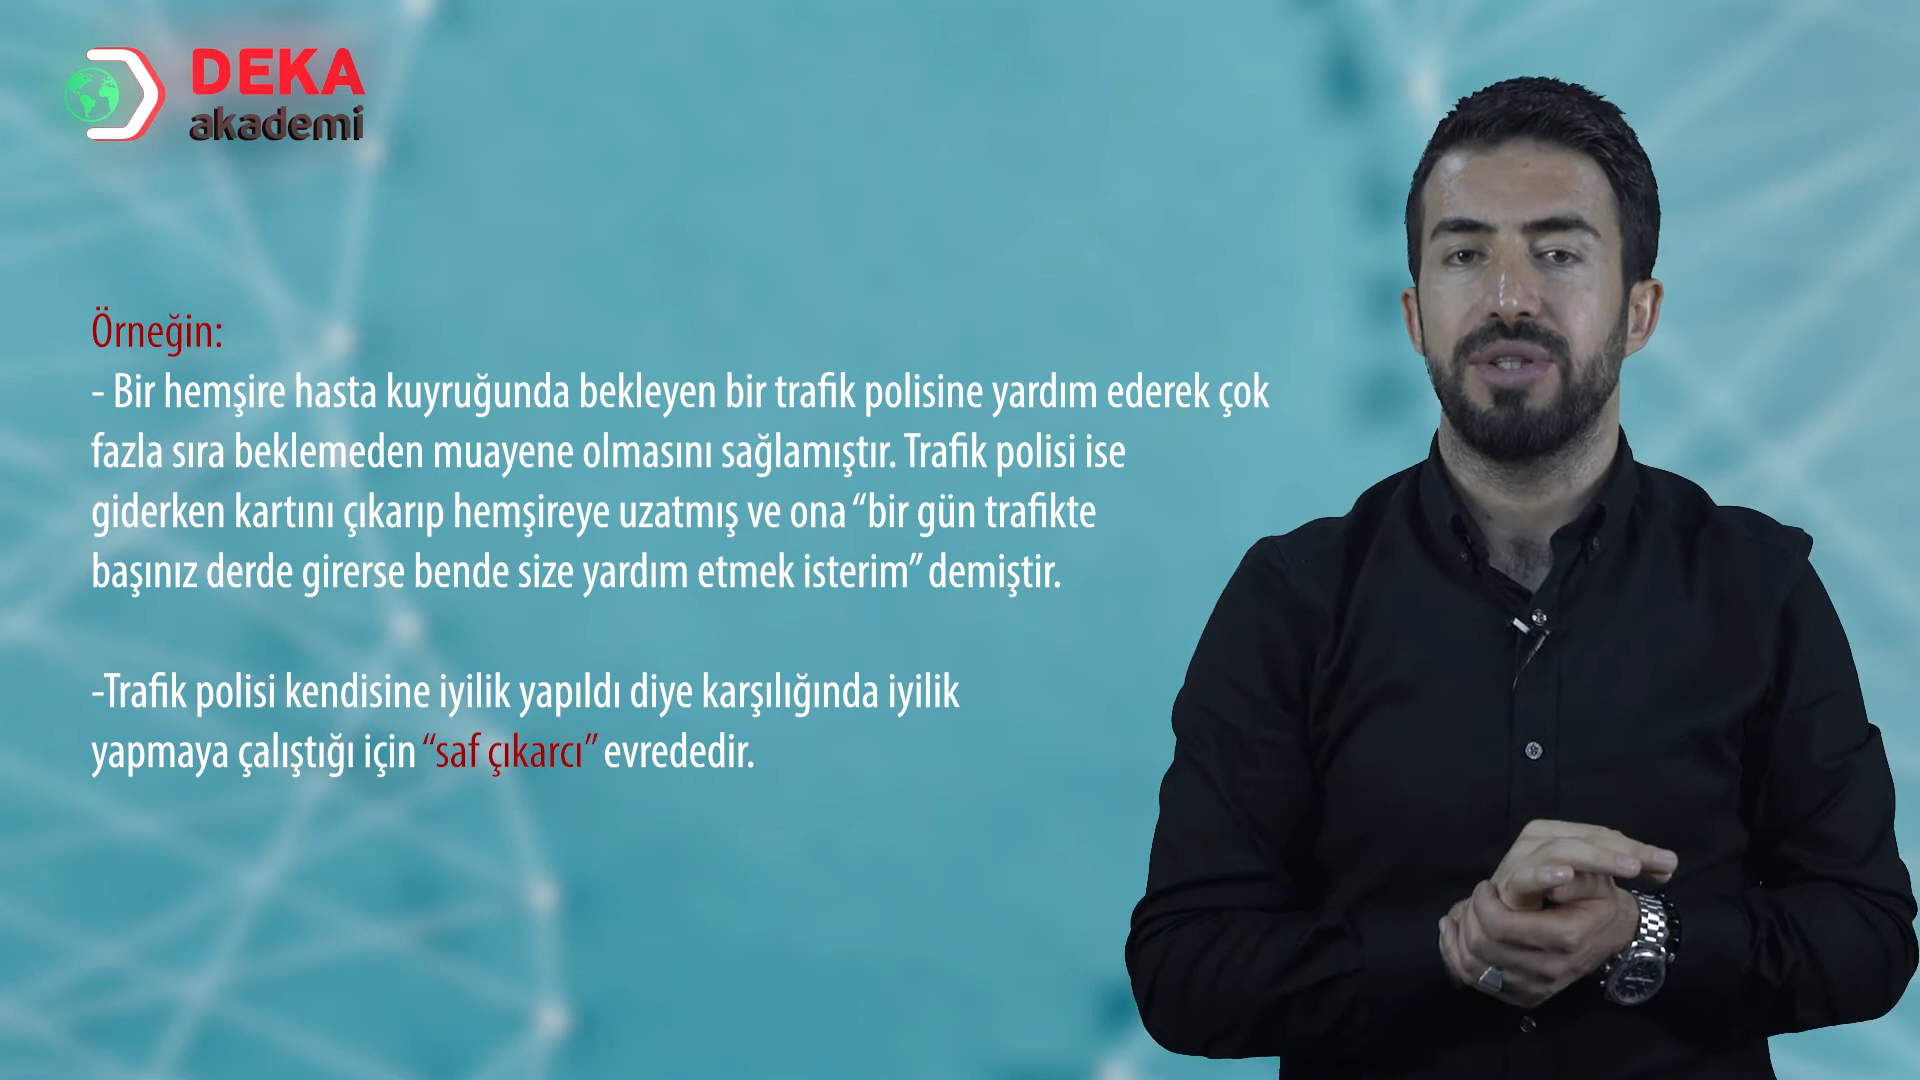 DEKA
akademi
Örneğin:
- Bir hemşire hasta kuyruğunda bekleyen bir trafik polisine yardım ederek çok
fazla sıra beklemeden muayene olmasını sağlamıştır. Trafik polisi ise
giderken kartını çıkarıp hemşireye uzatmış ve ona “bir gün trafikte
başınız derde girerse bende size yardım etmek isterim” demiştir.
-Trafik polisi kendisine iyilik yapıldı diye karşılığında iyilik
yapmaya çalıştığı için “saf çıkarcı” evrededir.